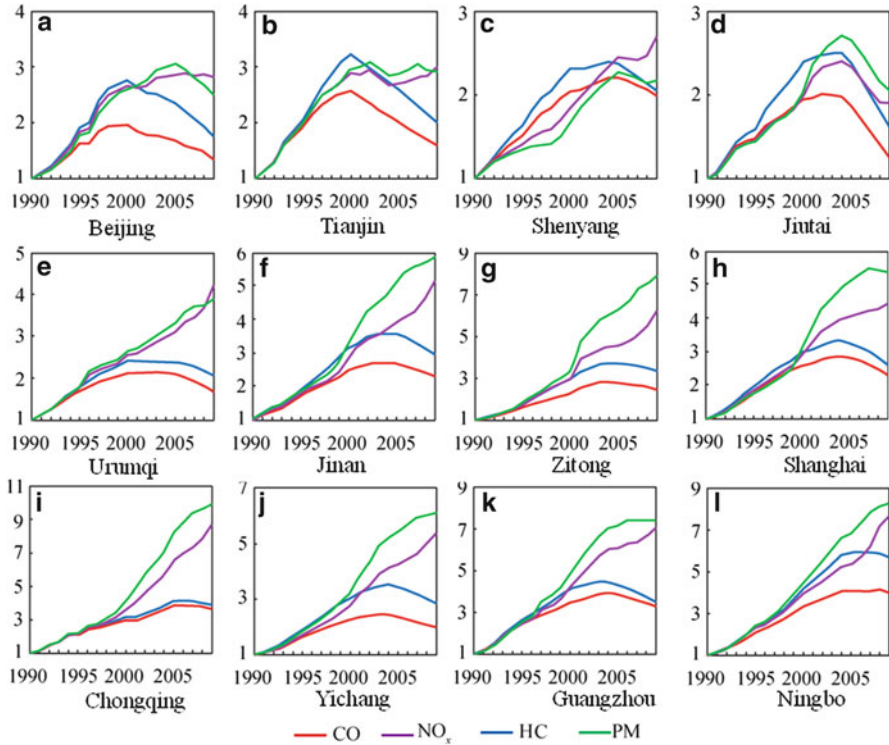 a b c d
4 4 3 3
3 3
2 2
2 2
1 1 1 1
1990 1995 2000 2005 1990 1995 2000 2005 1990 1995 2000 2005 1990 1995 2000 2005
Beijing Tianjin Shenyang Jiutai
e f g h
5 6 9 6
4 5 7 5
3 4 5 4
3 3
2 2 3 2
1 1 1 1
1990 1995 2000 2005 1990 1995 2000 2005 1990 1995 2000 2005 1990 1995 2000 2005
Urumqi Jinan Zitong Shanghai
i j k l
11 7 9 9
9 7 7
7 5
5 5 5
3 3 3 3
1 1 1 1
1990 1995 2000 2005 1990 1995 2000 2005 1990 1995 2000 2005 1990 1995 2000 2005
Chongqing Yichang Guangzhou Ningbo
CO NOx HC PM